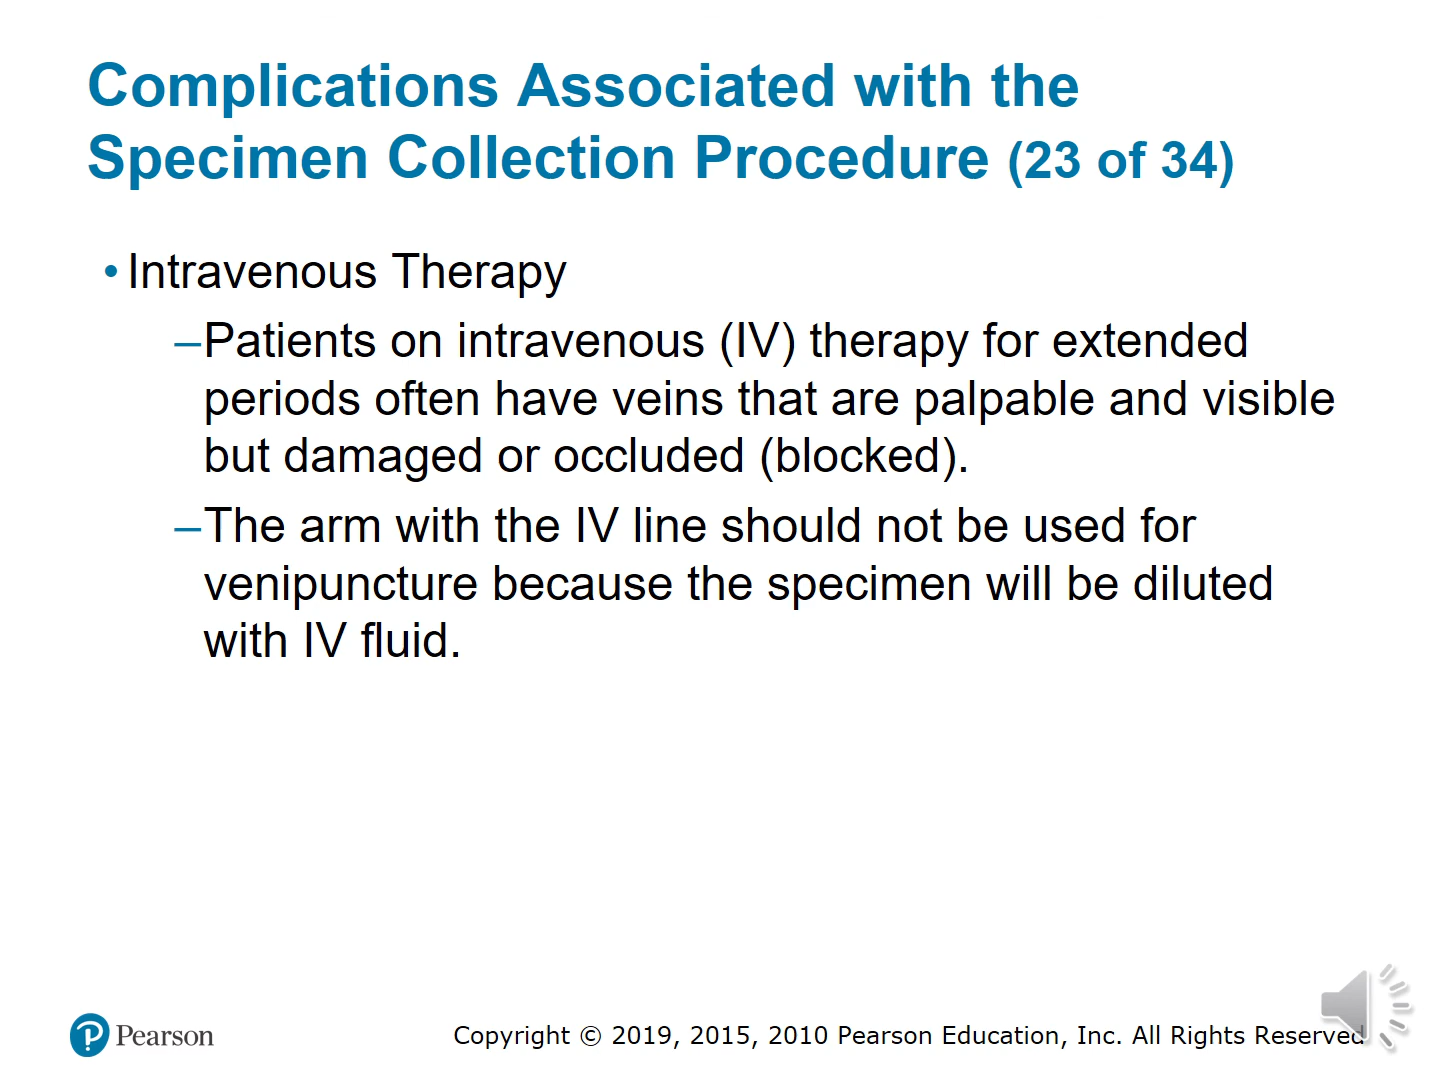 Complications Associated with the
Specimen Collection Procedure (23 of 34)
• Intravenous Therapy
–Patients on intravenous (IV) therapy for extended
periods often have veins that are palpable and visible
but damaged or occluded (blocked).
–The arm with the IV line should not be used for
venipuncture because the specimen will be diluted
with IV fluid.
Pearson
Copyright © 2019, 2015, 2010 Pearson Education, Inc. All Rights Reserved